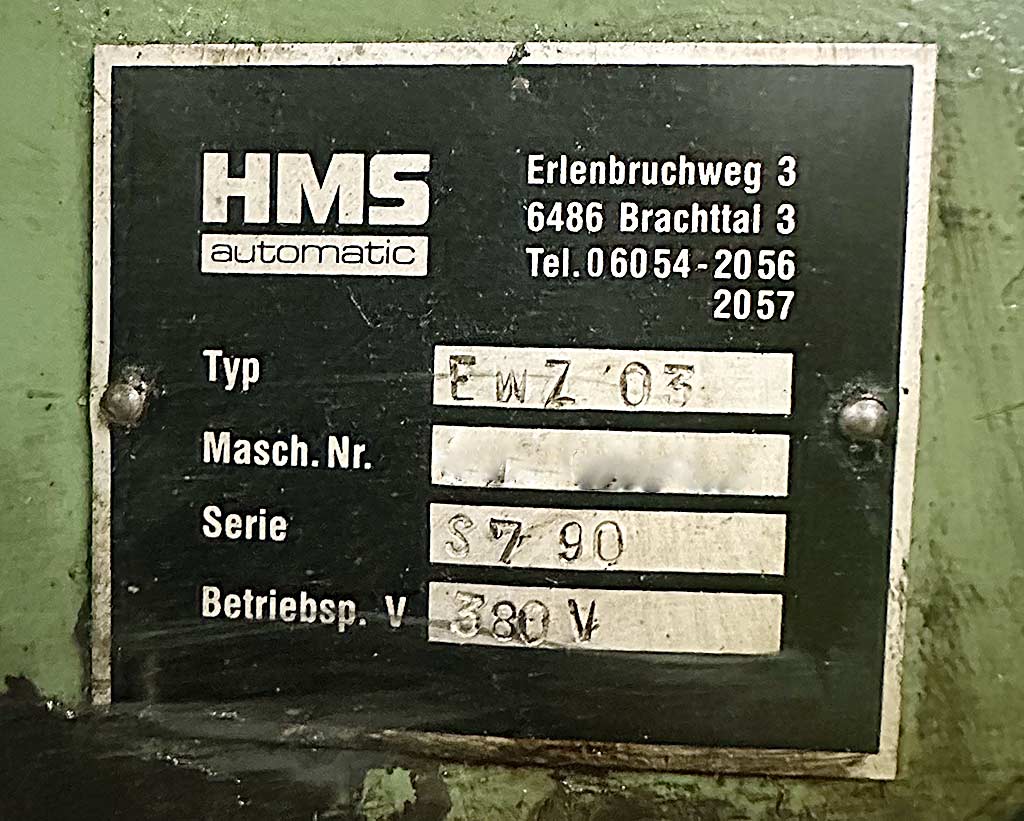 HMS
automatic
Erlenbruchweg 3
6486 Brachttal 3
Tel. 06054-2056
2057
Typ EWZ 03
Masch. Nr.
Serie S7 90
Betriebsp. V 380 V